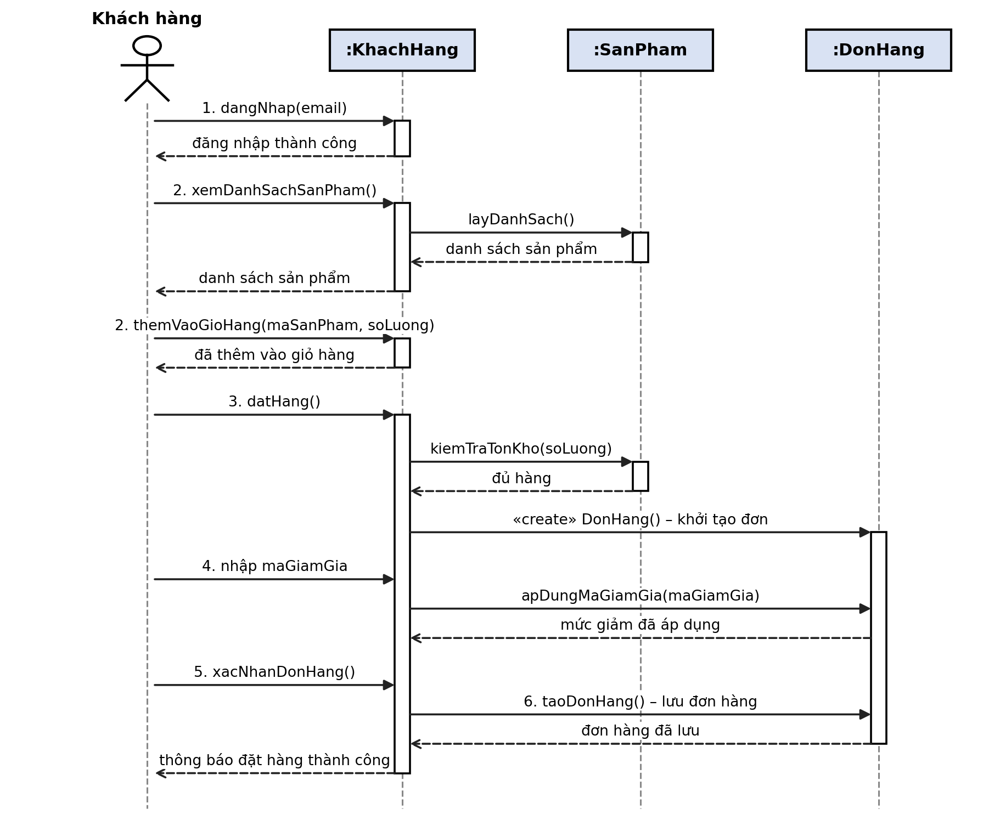 Khách hàng
:KhachHang
:SanPham
:DonHang
1. dangNhap(email)
đăng nhập thành công
2. xemDanhSachSanPham()
layDanhSach()
danh sách sản phẩm
danh sách sản phẩm
2. themVaoGioHang(maSanPham, soLuong)
đã thêm vào giỏ hàng
3. datHang()
kiemTraTonKho(soLuong)
đủ hàng
«create» DonHang() – khởi tạo đơn
4. nhập maGiamGia
apDungMaGiamGia(maGiamGia)
mức giảm đã áp dụng
5. xacNhanDonHang()
6. taoDonHang() – lưu đơn hàng
đơn hàng đã lưu
thông báo đặt hàng thành công